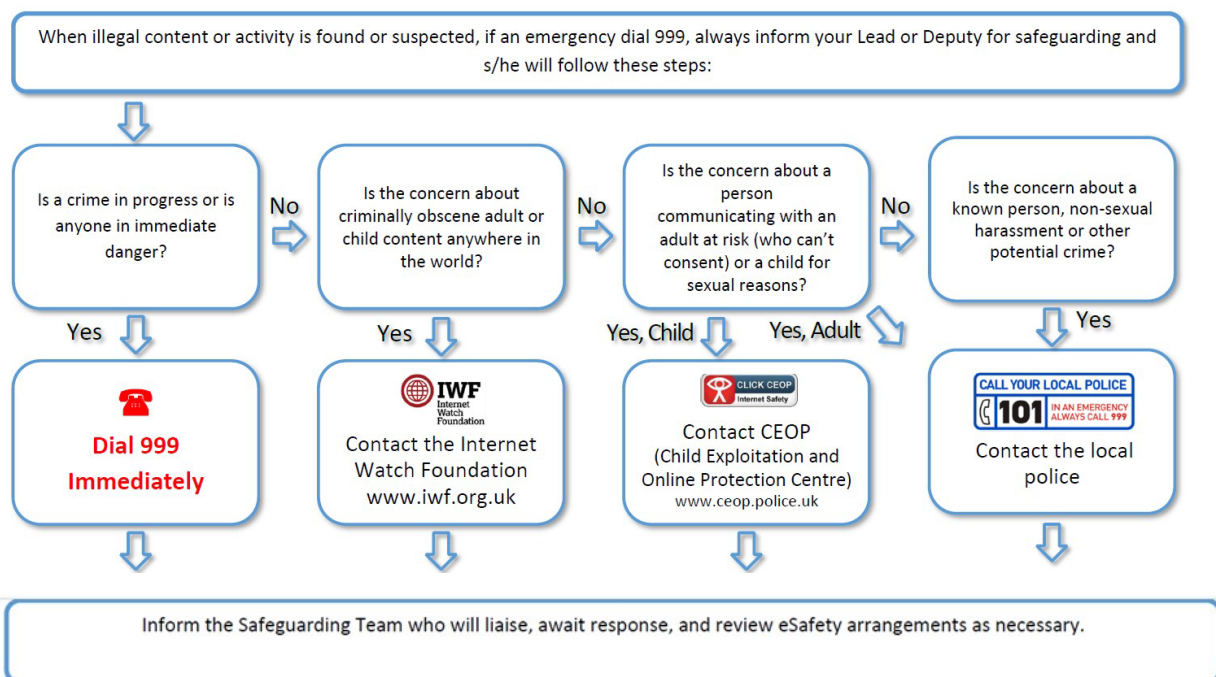 When illegal content or activity is found or suspected, if an emergency dial 999, always inform your Lead or Deputy for safeguarding and
s/he will follow these steps:
Is a crime in progress or is
anyone in immediate
danger?
No
Is the concern about
criminally obscene adult or
child content anywhere in
the world?
No
Is the concern about a
person
communicating with an
adult at risk (who can't
consent) or a child for
sexual reasons?
No
Is the concern about a
known person, non-sexual
harassment or other
potential crime?
Yes
Yes
Yes, Child
Yes, Adult
Yes
Dial 999
Immediately
IWF
Internet
Watch
Foundation
Contact the Internet
Watch Foundation
www.iwf.org.uk
CLICK CEOP
Internet Safety
Contact CEOP
(Child Exploitation and
Online Protection Centre)
www.ceop.police.uk
CALL YOUR LOCAL POLICE
101
IN AN EMERGENCY
ALWAYS CALL 999
Contact the local
police
Inform the Safeguarding Team who will liaise, await response, and review eSafety arrangements as necessary.